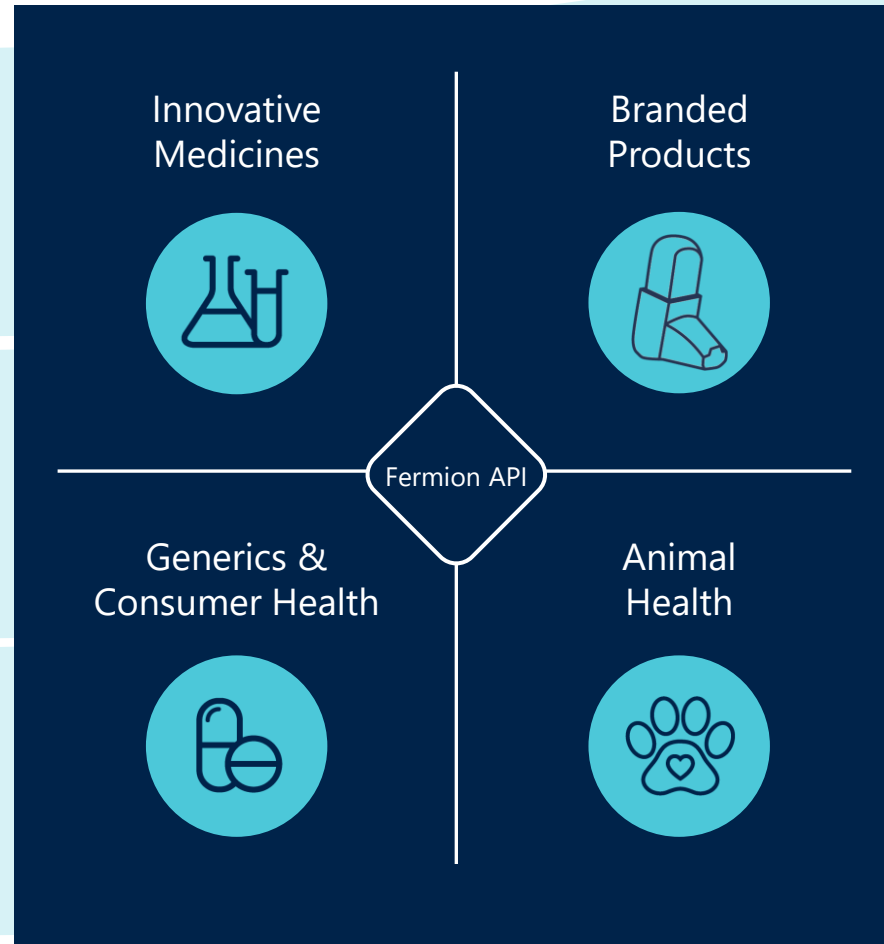 Innovative
Medicines
Branded
Products
Fermion API
Generics &
Consumer Health
Animal
Health